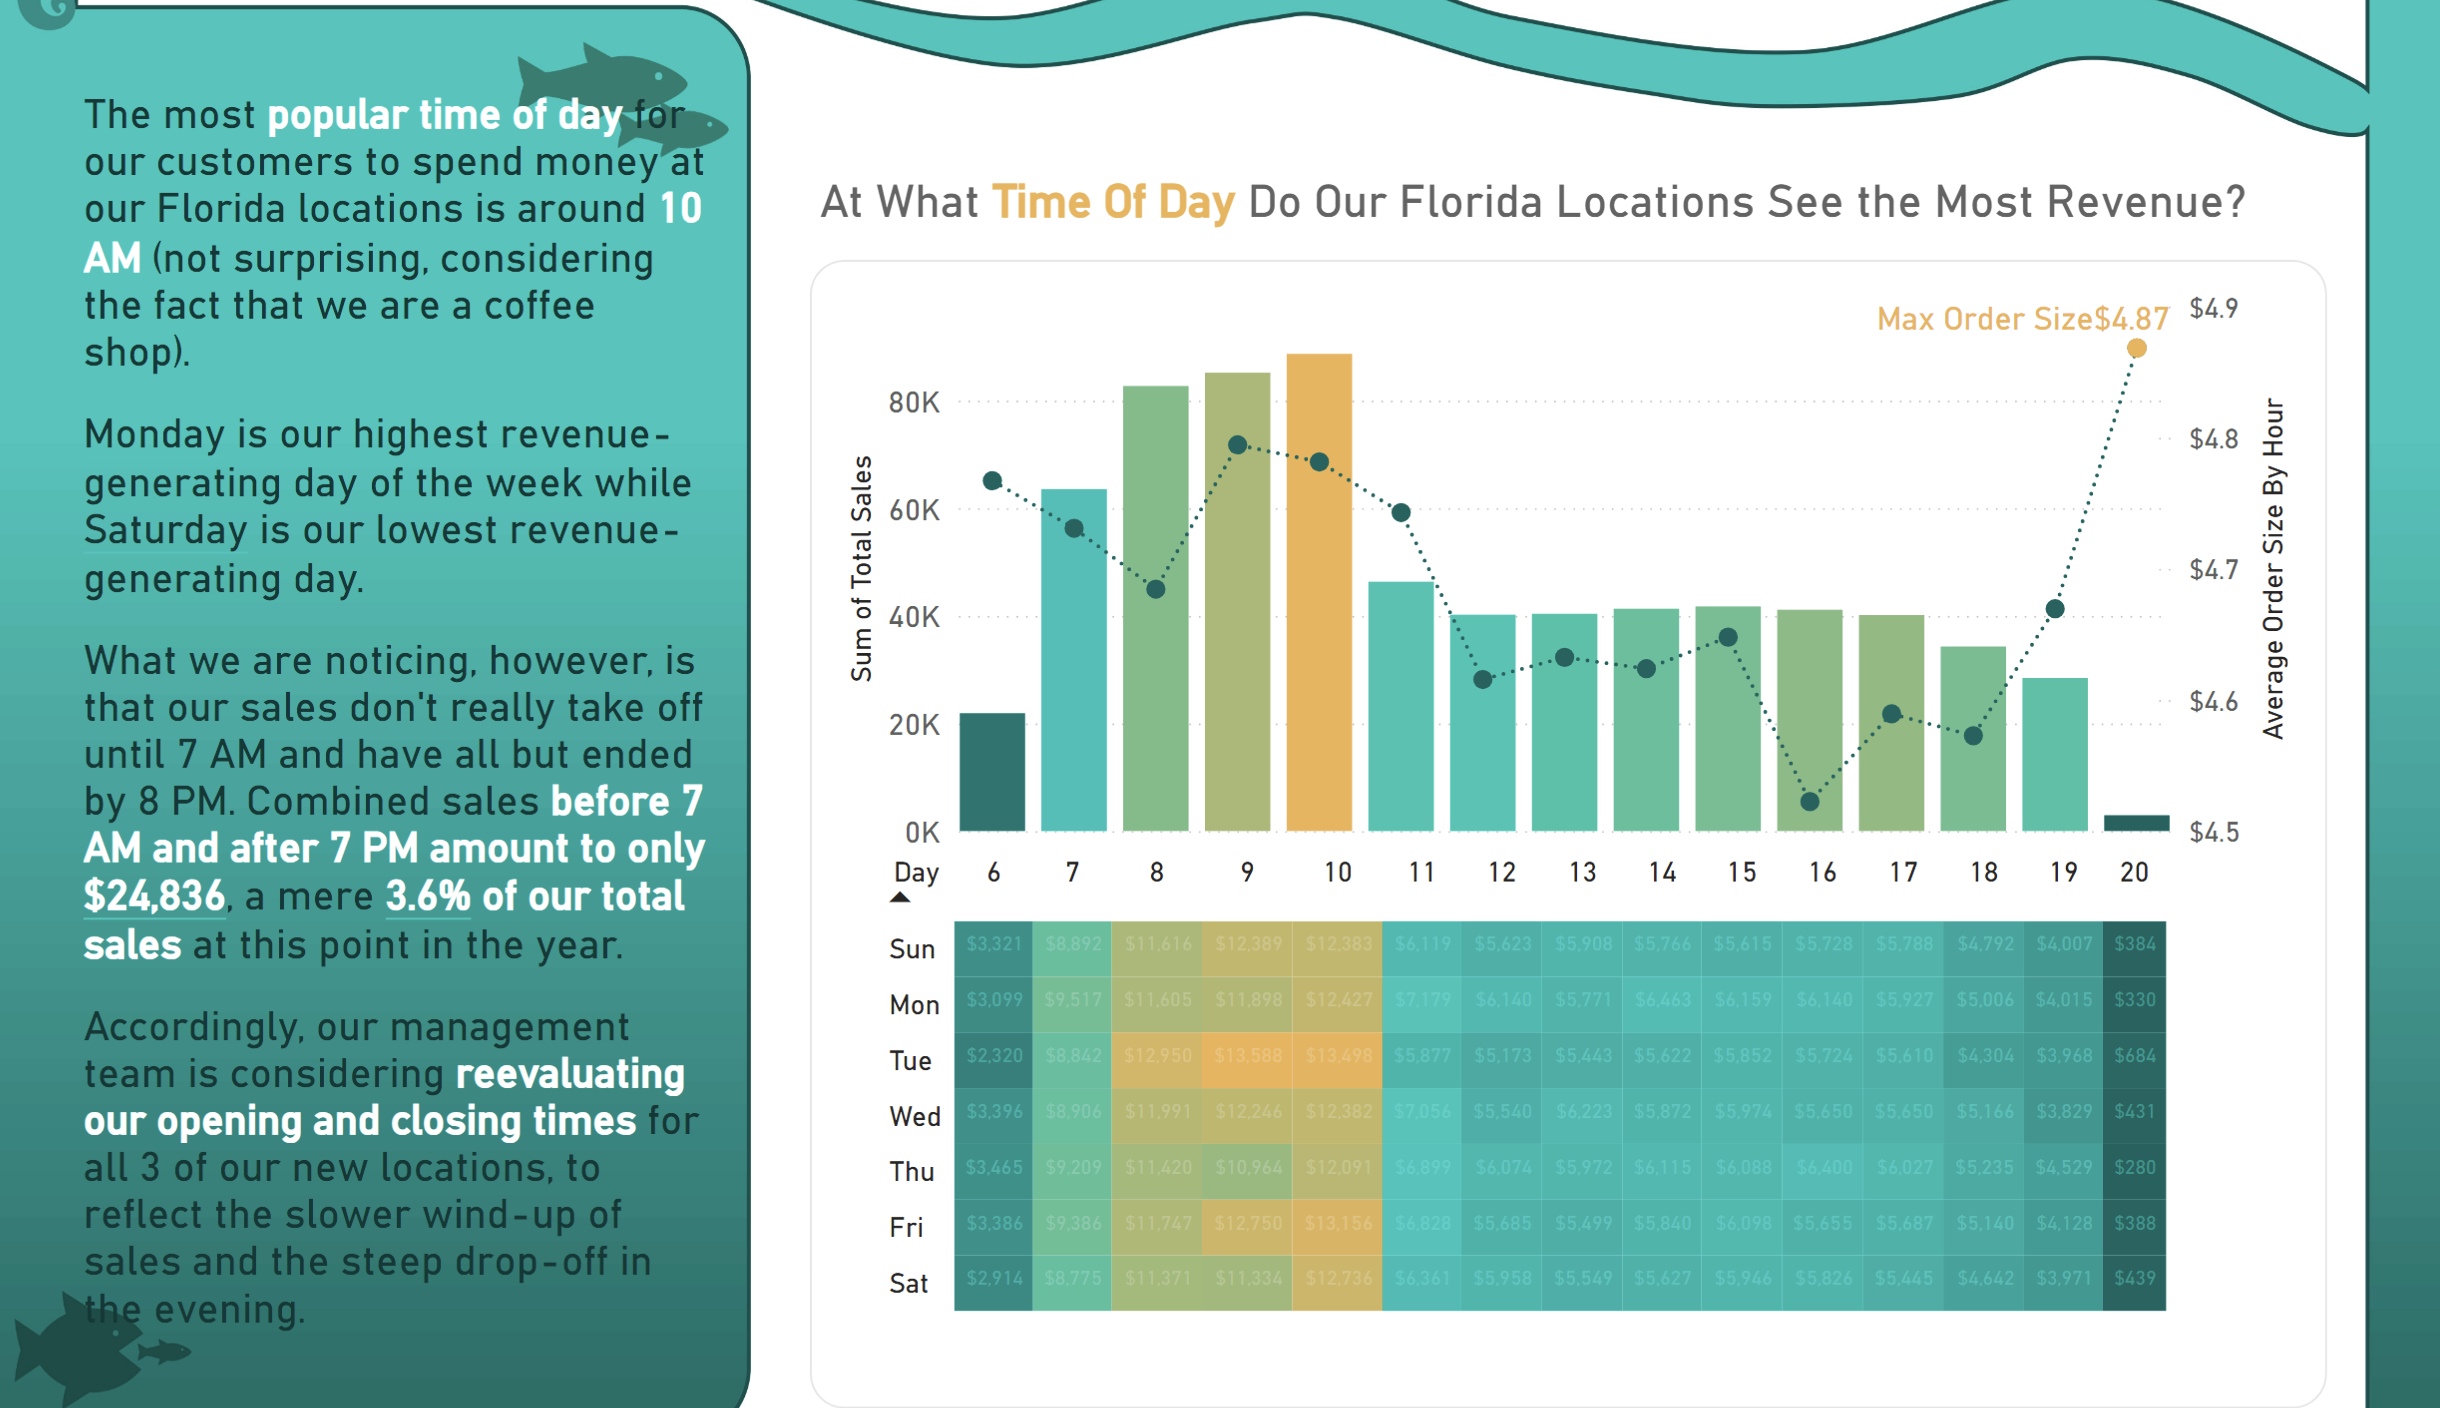 The most popular time of day for
our customers to spend money at
our Florida locations is around 10
AM (not surprising, considering
the fact that we are a coffee
shop).
Monday is our highest revenue-
generating day of the week while
Saturday is our lowest revenue-
generating day.
What we are noticing, however, is
that our sales don't really take off
until 7 AM and have all but ended
by 8 PM. Combined sales before 7
AM and after 7 PM amount to only
$24,836, a mere 3.6% of our total
sales at this point in the year.
Accordingly, our management
team is considering reevaluating
our opening and closing times for
all 3 of our new locations, to
reflect the slower wind-up of
sales and the steep drop-off in
the evening.
At What Time Of Day Do Our Florida Locations See the Most Revenue?
Max Order Size$4.87
Sum of Total Sales
80K
60K
40K
20K
0K
$4.9
$4.8
$4.7
$4.6
$4.5
Average Order Size By Hour
Day 6 7 8 9 10 11 12 13 14 15 16 17 18 19 20
Sun $3,321 $8,892 $11,616 $12,389 $12,383 $6,119 $5,623 $5,908 $5,766 $5,615 $5,728 $5,788 $4,792 $4,007 $384
Mon $3,099 $9,517 $11,605 $11,898 $12,427 $7,179 $6,140 $5,771 $6,463 $6,159 $6,140 $5,927 $5,006 $4,015 $330
Tue $2,320 $8,842 $12,950 $13,588 $13,498 $5,877 $5,173 $5,443 $5,622 $5,852 $5,724 $5,610 $4,304 $3,968 $684
Wed $3,396 $8,906 $11,991 $12,246 $12,382 $7,056 $5,540 $6,223 $5,872 $5,974 $5,650 $5,650 $5,166 $3,829 $431
Thu $3,465 $9,209 $11,420 $10,964 $12,091 $6,899 $6,074 $5,972 $6,115 $6,088 $6,400 $6,027 $5,235 $4,529 $280
Fri $3,386 $9,386 $11,747 $12,750 $13,156 $6,828 $5,685 $5,499 $5,840 $6,098 $5,655 $5,687 $5,140 $4,128 $388
Sat $2,914 $8,775 $11,371 $11,334 $12,736 $6,361 $5,958 $5,549 $5,627 $5,946 $5,826 $5,445 $4,642 $3,971 $439